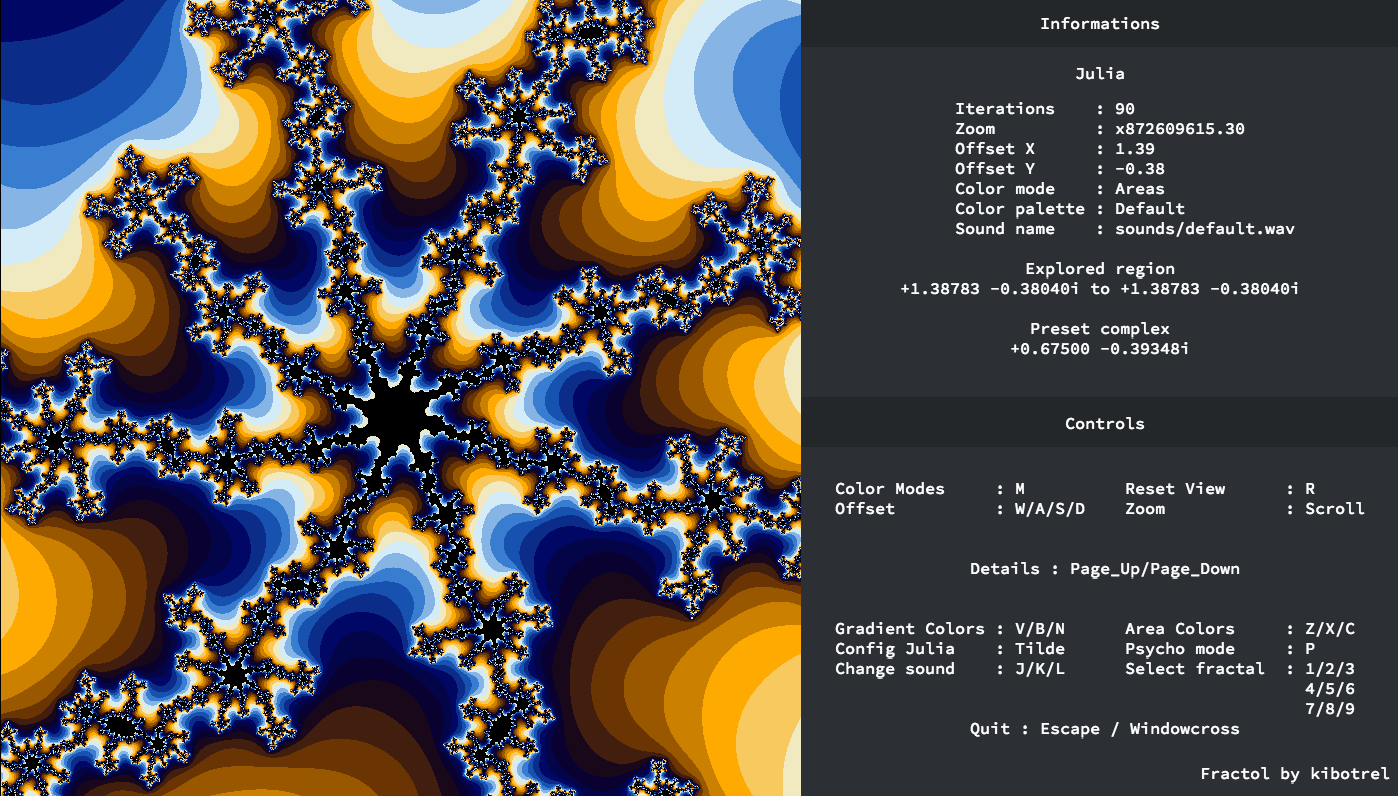 Informations
Julia
Iterations : 90
Zoom : x872609615.30
Offset X : 1.39
Offset Y : -0.38
Color mode : Areas
Color palette : Default
Sound name : sounds/default.wav
Explored region
+1.38783 -0.38040i to +1.38783 -0.38040i
Preset complex
+0.67500 -0.39348i
Controls
Color Modes : M Reset View : R
Offset : W/A/S/D Zoom : Scroll
Details : Page_Up/Page_Down
Gradient Colors : V/B/N Area Colors : Z/X/C
Config Julia : Tilde Psycho mode : P
Change sound : J/K/L Select fractal : 1/2/3
4/5/6
7/8/9
Quit : Escape / Windowcross
Fractol by kibotrel